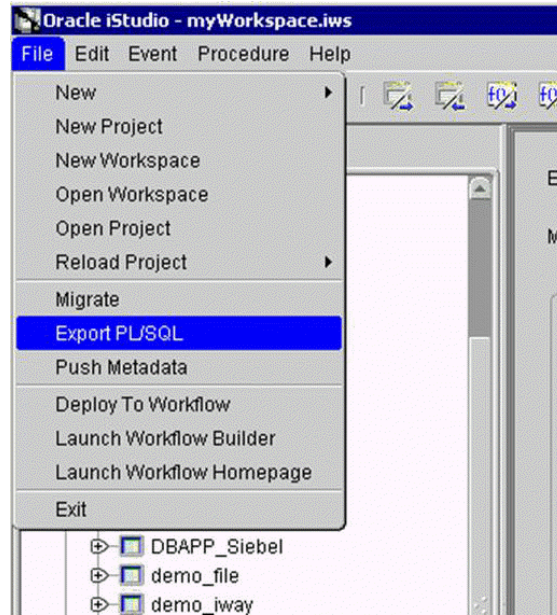 Oracle iStudio - myWorkspace.iws
File Edit Event Procedure Help
New
New Project
New Workspace
Open Workspace
Open Project
Reload Project
Migrate
Export PL/SQL
Push Metadata
Deploy To Workflow
Launch Workflow Builder
Launch Workflow Homepage
Exit
DBAPP_Siebel
demo_file
demo_iway